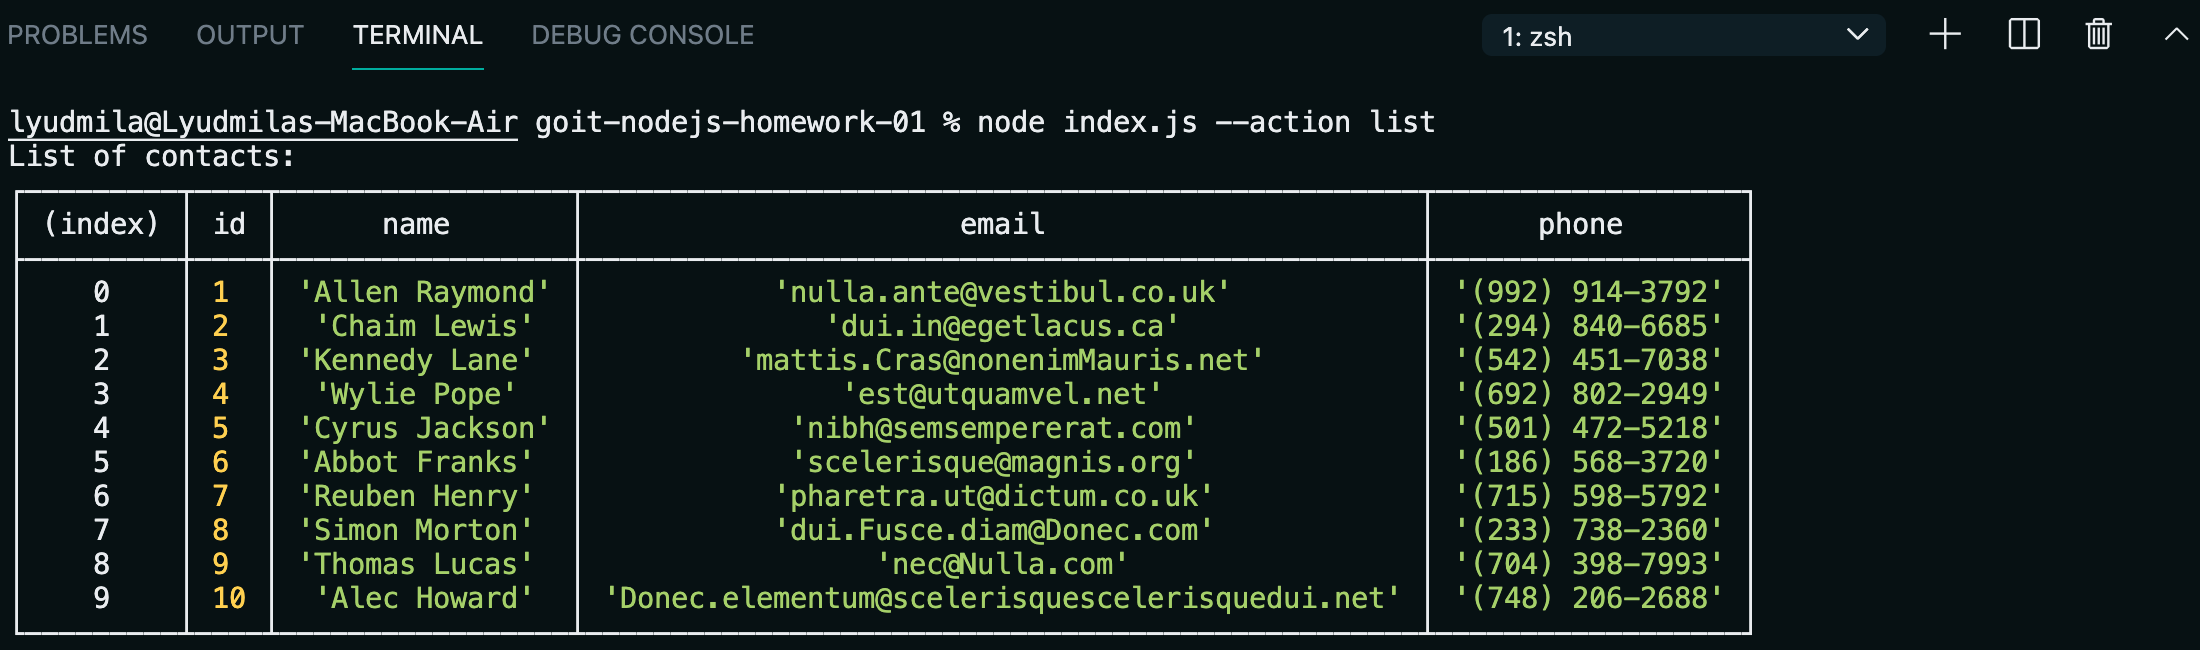 PROBLEMS OUTPUT TERMINAL DEBUG CONSOLE 1: zsh
lyudmila@Lyudmilas-MacBook-Air goit-nodejs-homework-01 % node index.js --action list
List of contacts:
(index) id name email phone
0 1 'Allen Raymond' 'nulla.ante@vestibul.co.uk' '(992) 914-3792'
1 2 'Chaim Lewis' 'dui.in@egetlacus.ca' '(294) 840-6685'
2 3 'Kennedy Lane' 'mattis.Cras@nonenimMauris.net' '(542) 451-7038'
3 4 'Wylie Pope' 'est@utquamvel.net' '(692) 802-2949'
4 5 'Cyrus Jackson' 'nibh@semsempererat.com' '(501) 472-5218'
5 6 'Abbot Franks' 'scelerisque@magnis.org' '(186) 568-3720'
6 7 'Reuben Henry' 'pharetra.ut@dictum.co.uk' '(715) 598-5792'
7 8 'Simon Morton' 'dui.Fusce.diam@Donec.com' '(233) 738-2360'
8 9 'Thomas Lucas' 'nec@Nulla.com' '(704) 398-7993'
9 10 'Alec Howard' 'Donec.elementum@scelerisquescelerisquedui.net' '(748) 206-2688'